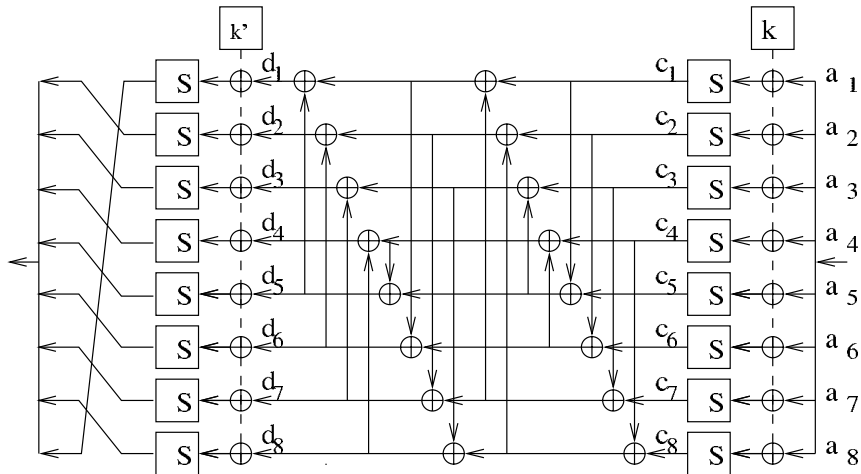 k' k
S d1 c1 S a 1
S d2 c2 S a 2
S d3 c3 S a 3
S d4 c4 S a 4
S d5 c5 S a 5
S d6 c6 S a 6
S d7 c7 S a 7
S d8 c8 S a 8